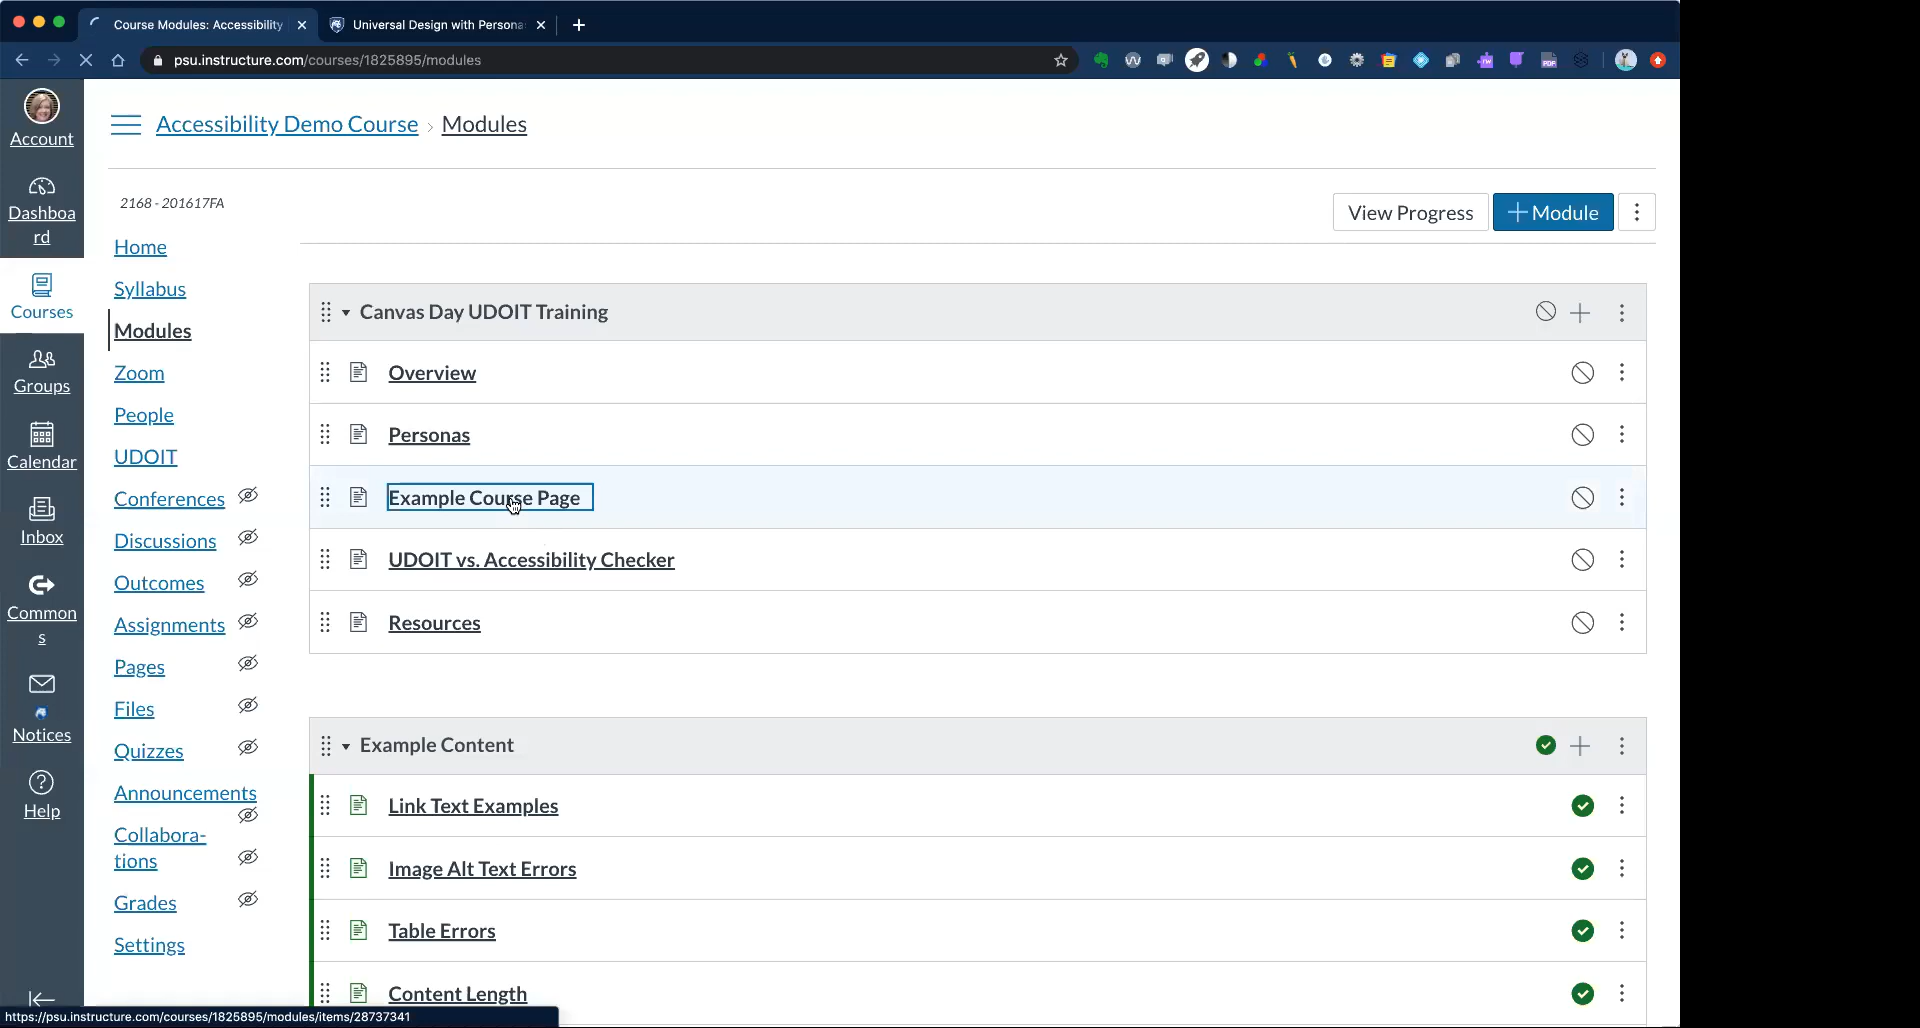 Course Modules: Accessibility
Universal Design with Persona
psu.instructure.com/courses/1825895/modules
Account
Dashboa
rd
Courses
Groups
Calendar
Inbox
Common
s
Notices
Help
Accessibility Demo Course › Modules
2168 - 201617FA
Home
Syllabus
Modules
Zoom
People
UDOIT
Conferences
Discussions
Outcomes
Assignments
Pages
Files
Quizzes
Announcements
Collabora-
tions
Grades
Settings
View Progress
+ Module
Canvas Day UDOIT Training
Overview
Personas
Example Course Page
UDOIT vs. Accessibility Checker
Resources
Example Content
Link Text Examples
Image Alt Text Errors
Table Errors
Content Length
https://psu.instructure.com/courses/1825895/modules/items/28737341